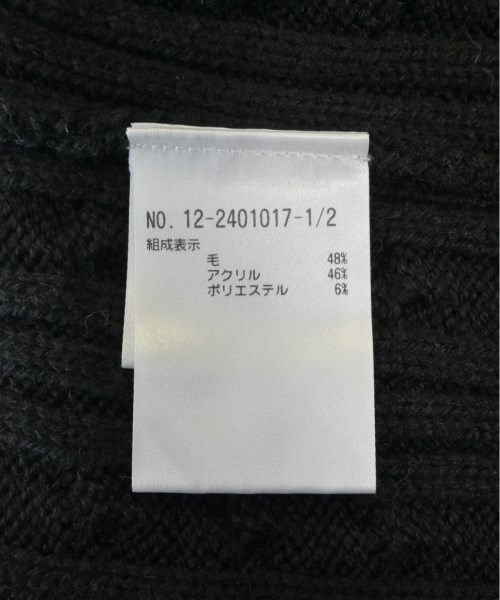 NO. 12-2401017-1/2
組成表示
毛 48%
アクリル 46%
ポリエステル 6%